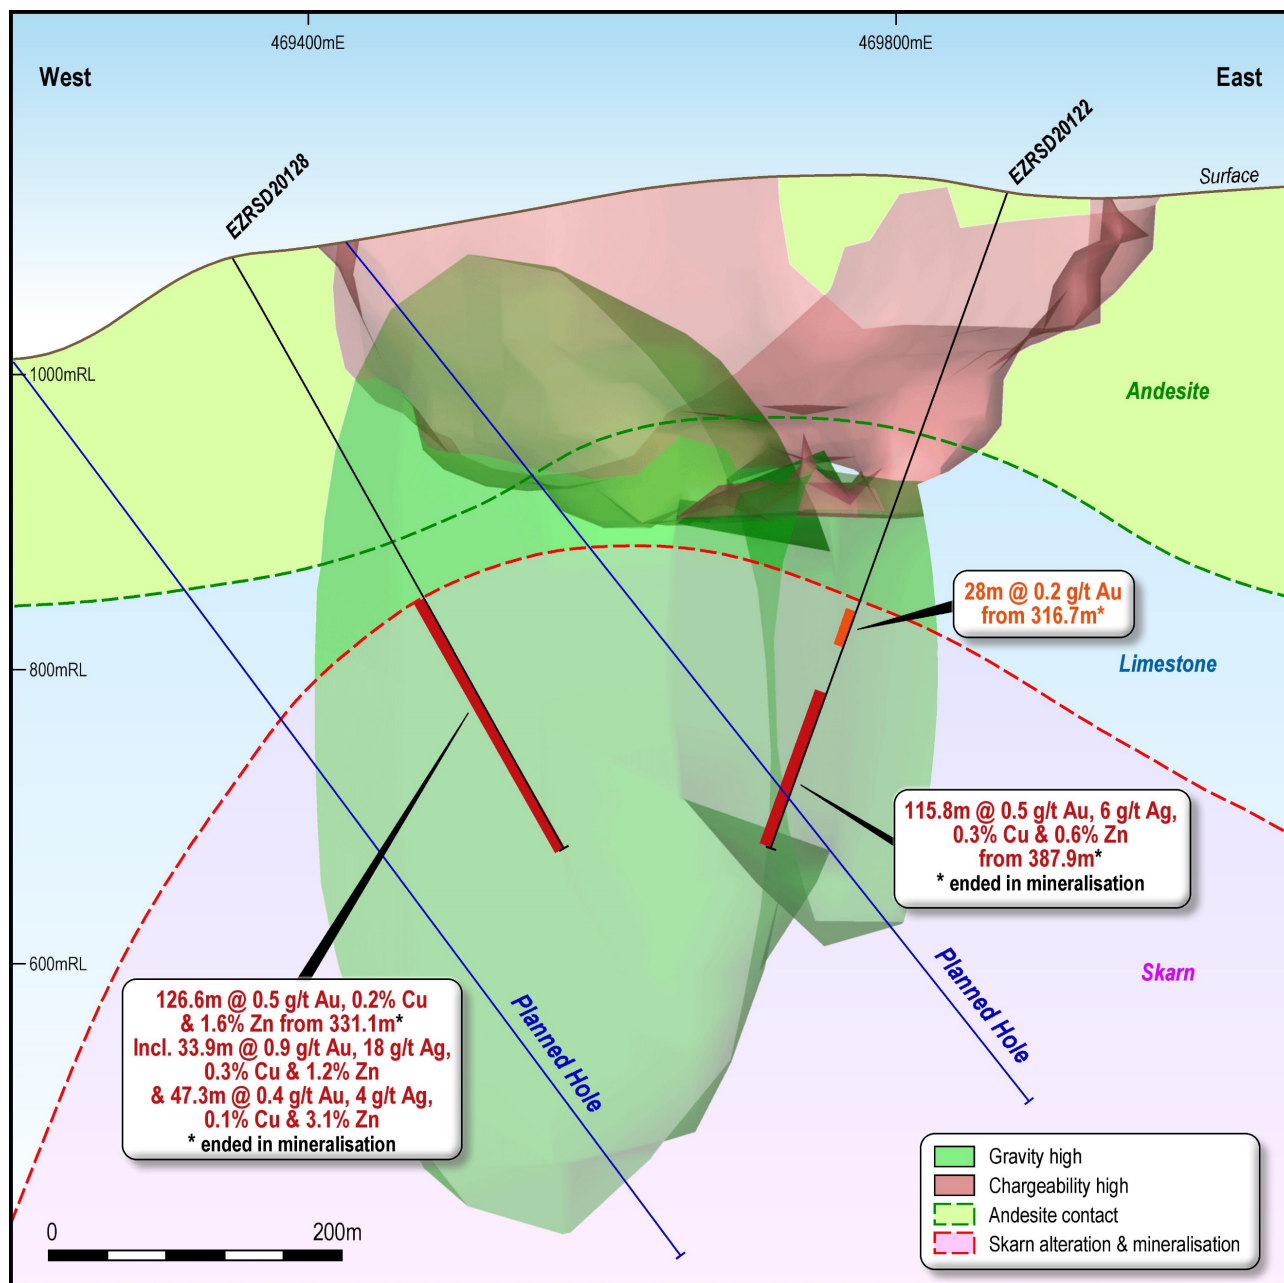 469400mE
469800mE
West
East
EZRSD20128
EZRSD20122
Surface
1000mRL
Andesite
28m @ 0.2 g/t Au
from 316.7m*
800mRL
Limestone
115.8m @ 0.5 g/t Au, 6 g/t Ag,
0.3% Cu & 0.6% Zn
from 387.9m*
* ended in mineralisation
600mRL
Skarn
Planned Hole
Planned Hole
126.6m @ 0.5 g/t Au, 0.2% Cu
& 1.6% Zn from 331.1m*
Incl. 33.9m @ 0.9 g/t Au, 18 g/t Ag,
0.3% Cu & 1.2% Zn
& 47.3m @ 0.4 g/t Au, 4 g/t Ag,
0.1% Cu & 3.1% Zn
* ended in mineralisation
Gravity high
Chargeability high
Andesite contact
Skarn alteration & mineralisation
0 200m